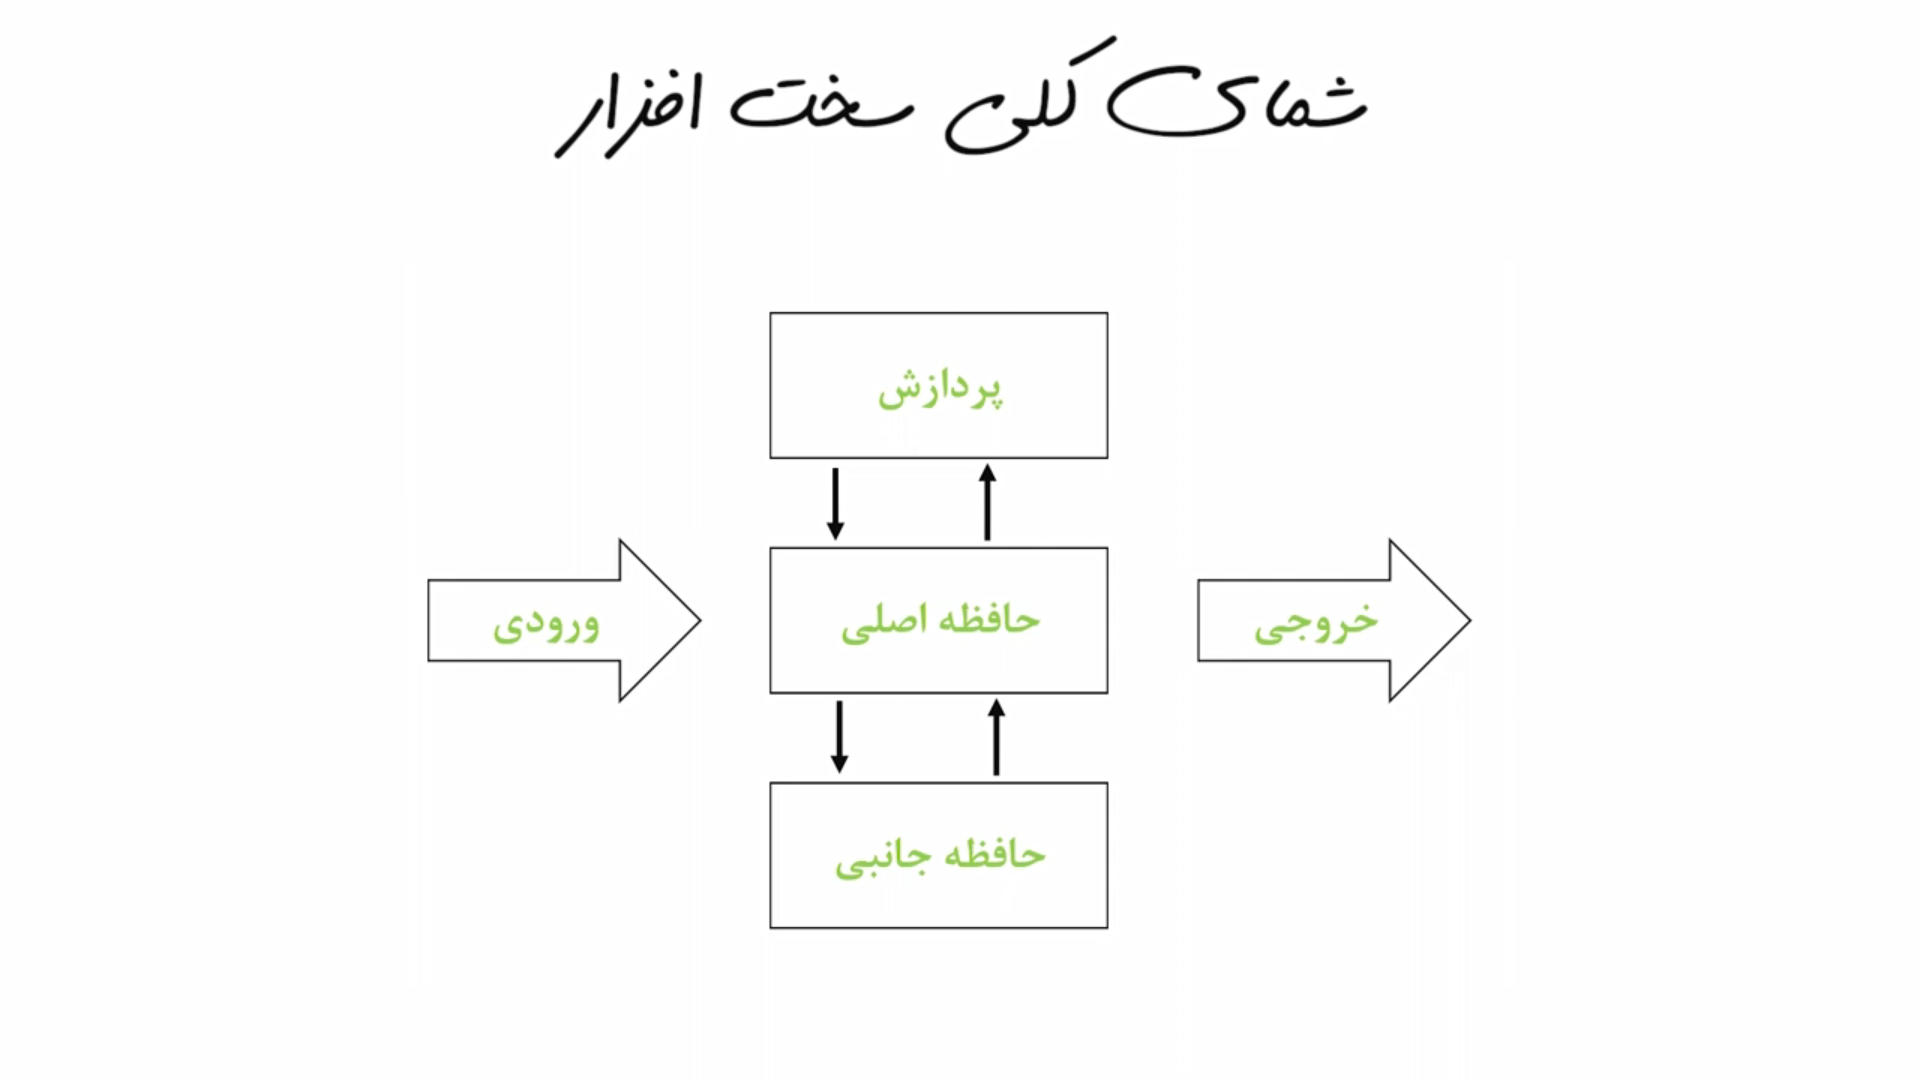 شمای کلی سخت افزار
پردازش
ورودی
حافظه اصلی
خروجی
حافظه جانبی